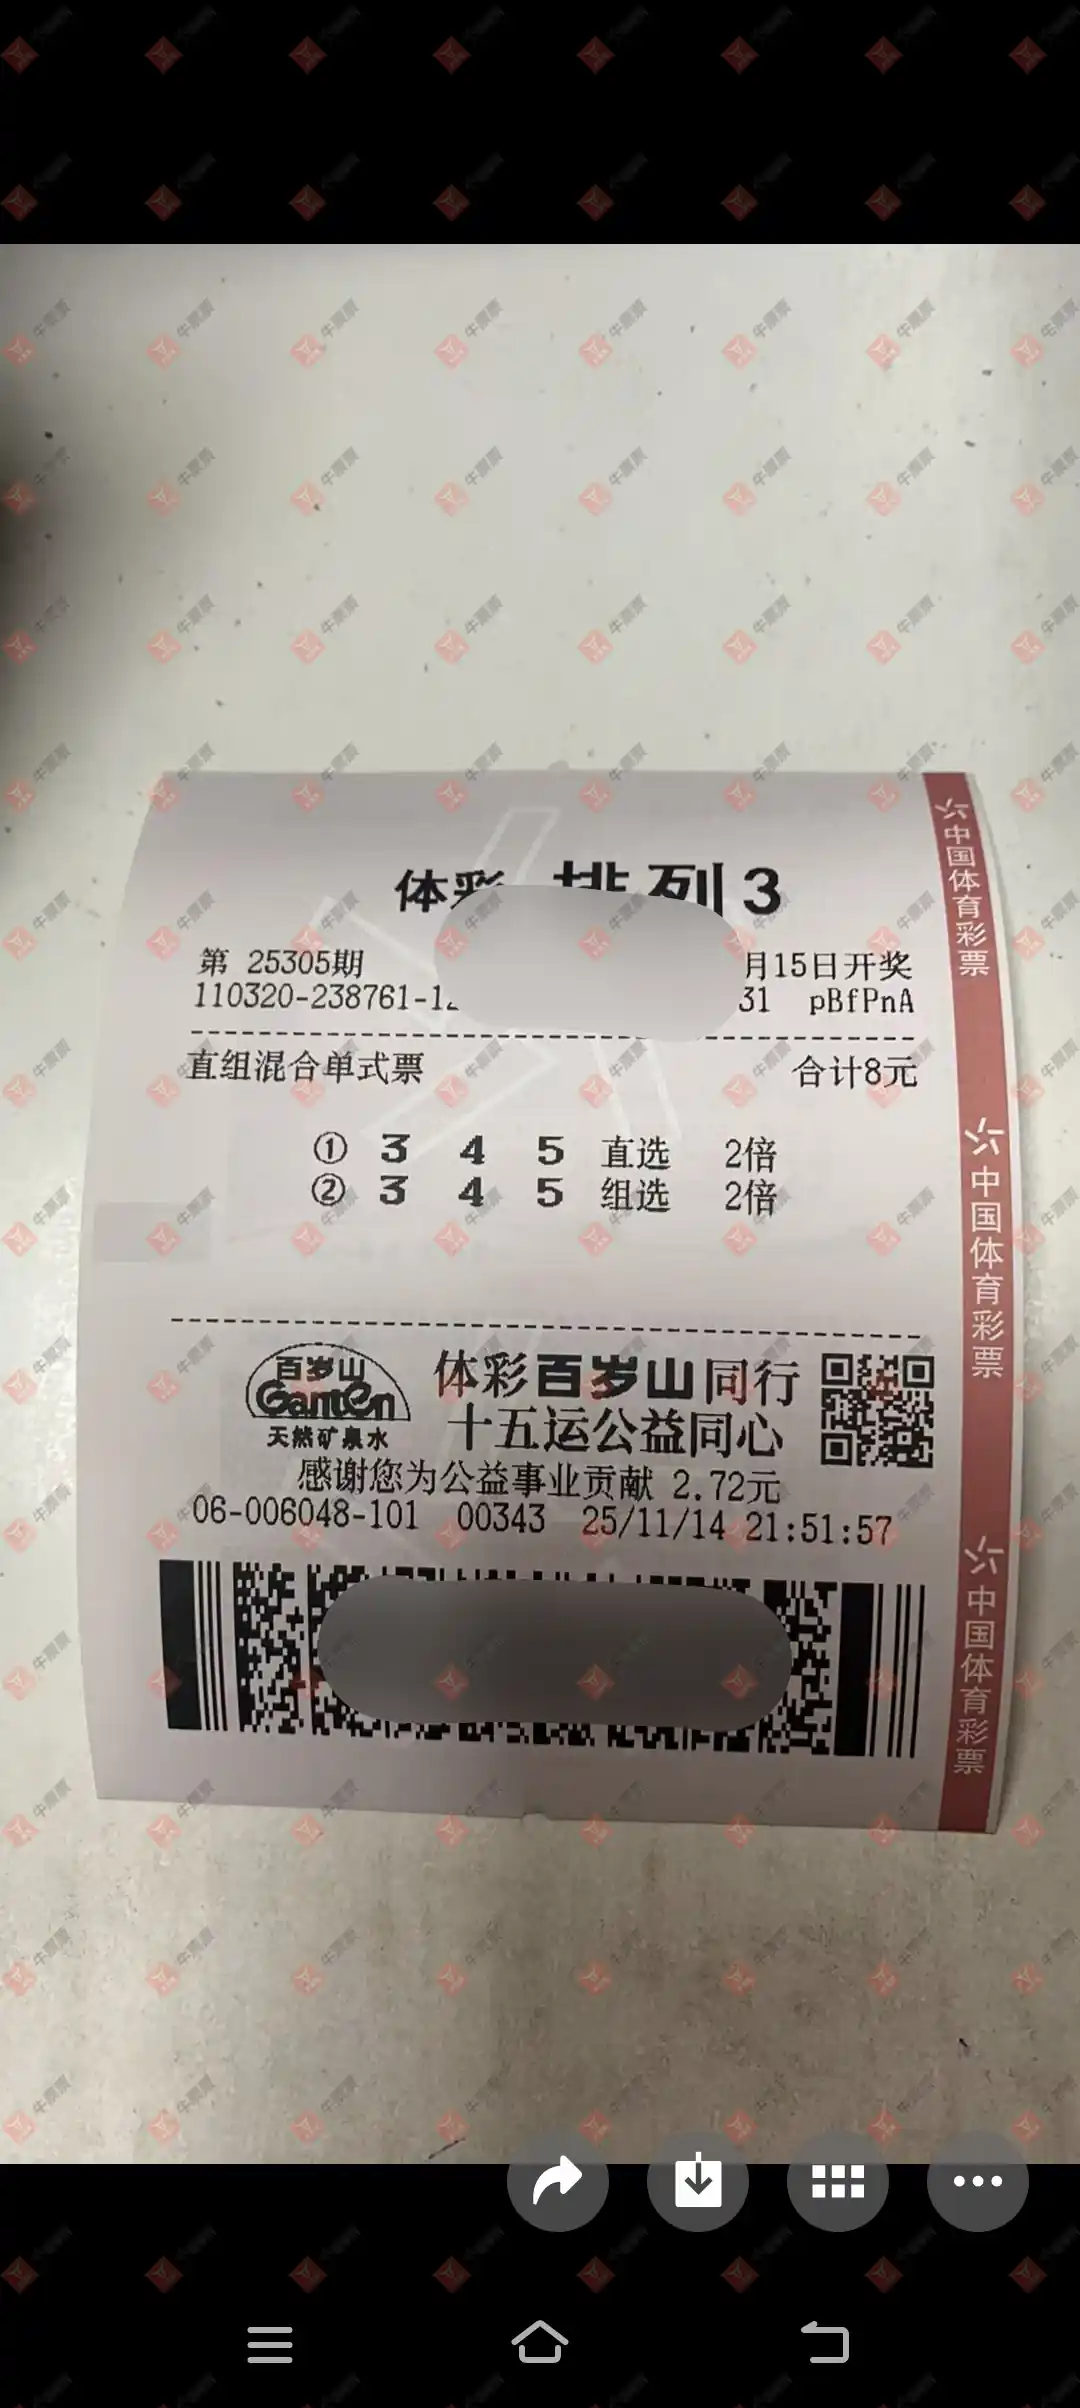 体彩 排列3
第 25305期 月15日开奖
110320-238761-12 31 pBfPnA
直组混合单式票 合计8元
① 3 4 5 直选 2倍
② 3 4 5 组选 2倍
百岁山
Ganten
天然矿泉水
体彩百岁山同行
十五运公益同心
感谢您为公益事业贡献 2.72元
06-006048-101 00343 25/11/14 21:51:57
中国体育彩票
中国体育彩票
中国体育彩票
牛票票